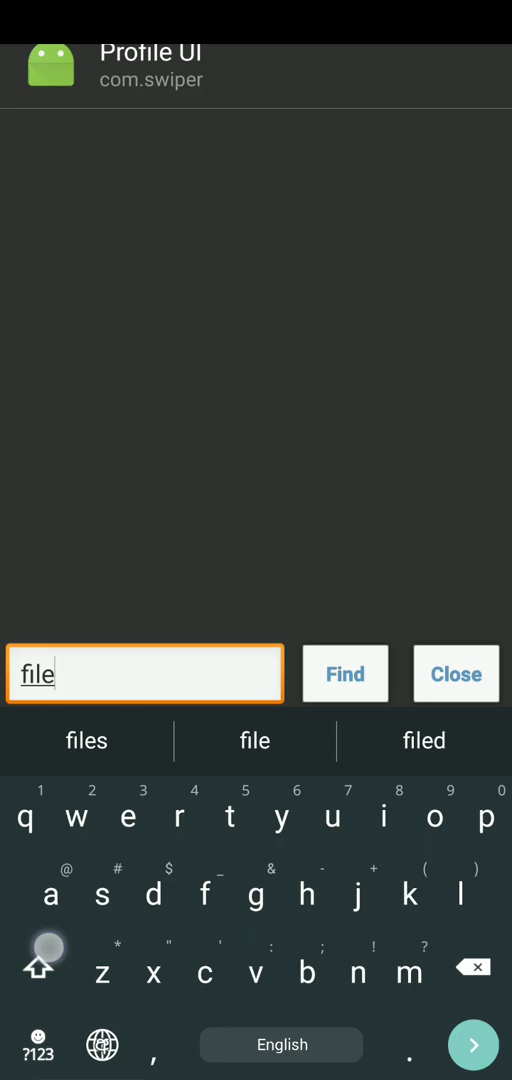 Profile UI
com.swiper
file
Find
Close
files
file
filed
1 2 3 4 5 6 7 8 9 0
q w e r t y u i o p
@ # $ _ & - + ( )
a s d f g h j k l
* " ' : ; ! ?
z x c v b n m
?123
,
English
.